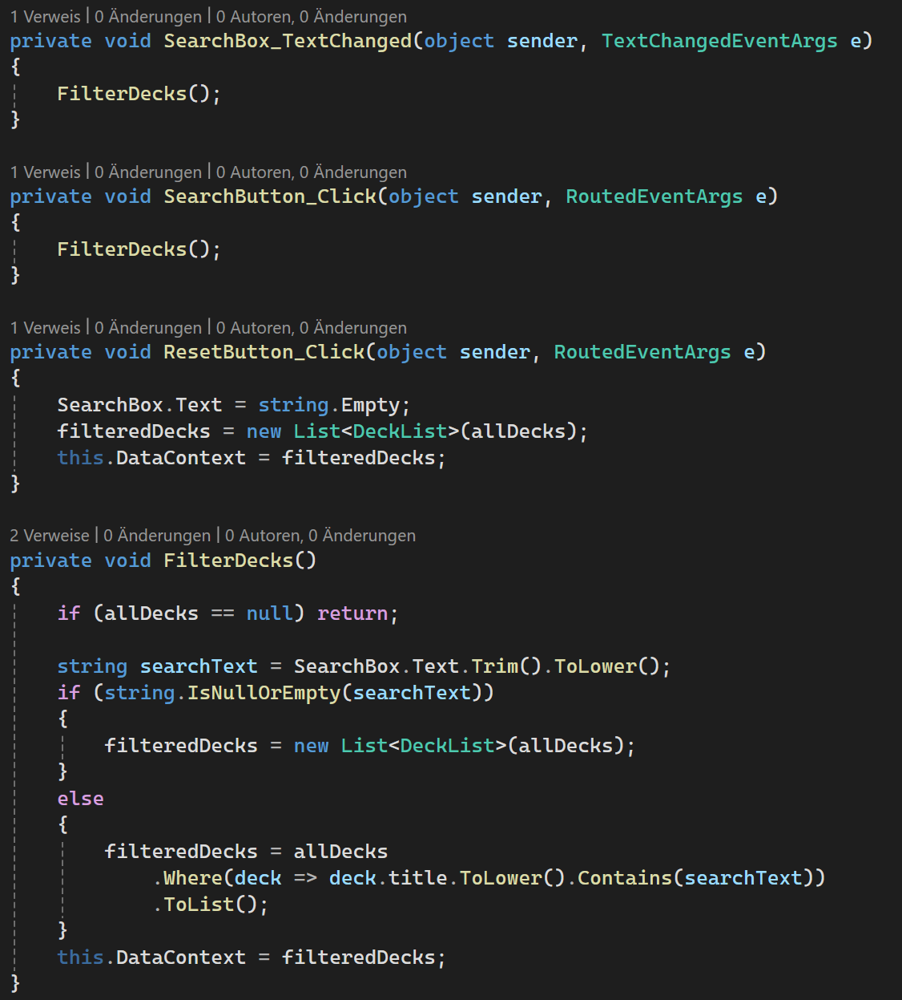 1 Verweis | 0 Änderungen | 0 Autoren, 0 Änderungen
private void SearchBox_TextChanged(object sender, TextChangedEventArgs e)
{
    FilterDecks();
}

1 Verweis | 0 Änderungen | 0 Autoren, 0 Änderungen
private void SearchButton_Click(object sender, RoutedEventArgs e)
{
    FilterDecks();
}

1 Verweis | 0 Änderungen | 0 Autoren, 0 Änderungen
private void ResetButton_Click(object sender, RoutedEventArgs e)
{
    SearchBox.Text = string.Empty;
    filteredDecks = new List<DeckList>(allDecks);
    this.DataContext = filteredDecks;
}

2 Verweise | 0 Änderungen | 0 Autoren, 0 Änderungen
private void FilterDecks()
{
    if (allDecks == null) return;

    string searchText = SearchBox.Text.Trim().ToLower();
    if (string.IsNullOrEmpty(searchText))
    {
        filteredDecks = new List<DeckList>(allDecks);
    }
    else
    {
        filteredDecks = allDecks
            .Where(deck => deck.title.ToLower().Contains(searchText))
            .ToList();
    }
    this.DataContext = filteredDecks;
}